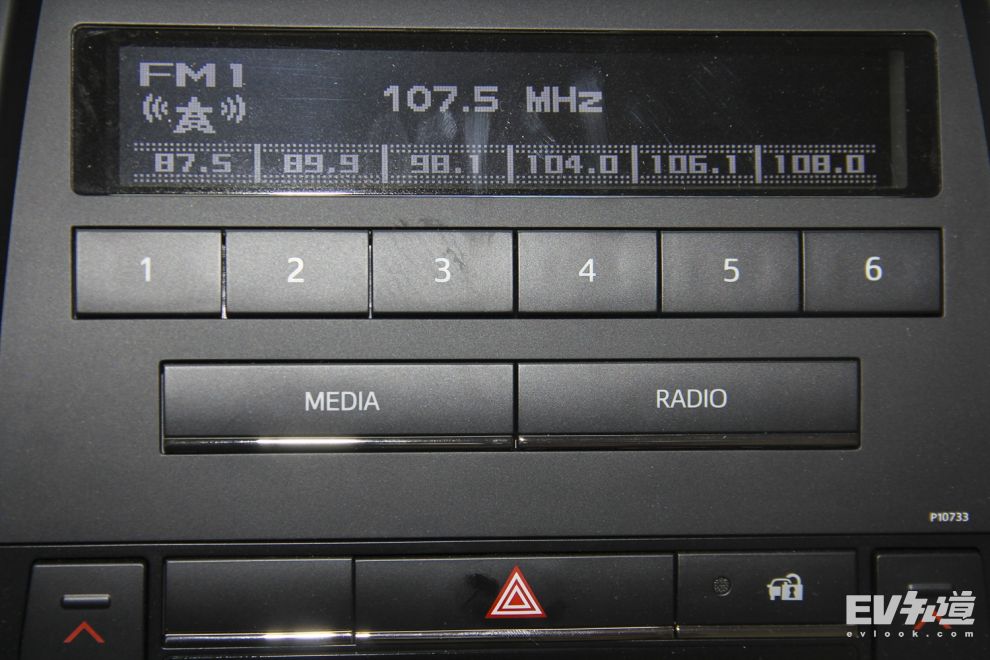 FM1
107.5 MHz
87.5 89.9 98.1 104.0 106.1 108.0
1 2 3 4 5 6
MEDIA RADIO
P10733
EV知道
evlook.com